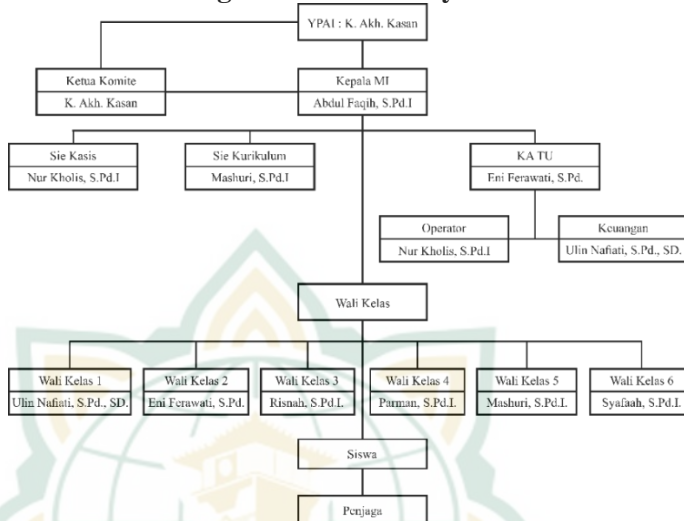 YPAI : K. Akh. Kasan
Ketua Komite
K. Akh. Kasan
Kepala MI
Abdul Faqih, S.Pd.I
Sie Kasis
Nur Kholis, S.Pd.I
Sie Kurikulum
Mashuri, S.Pd.I
KA TU
Eni Ferawati, S.Pd.
Operator
Nur Kholis, S.Pd.I
Keuangan
Ulin Nafiati, S.Pd., SD.
Wali Kelas
Wali Kelas 1
Ulin Nafiati, S.Pd., SD.
Wali Kelas 2
Eni Ferawati, S.Pd.
Wali Kelas 3
Risnah, S.Pd.I.
Wali Kelas 4
Parman, S.Pd.I.
Wali Kelas 5
Mashuri, S.Pd.I.
Wali Kelas 6
Syafaah, S.Pd.I.
Siswa
Penjaga